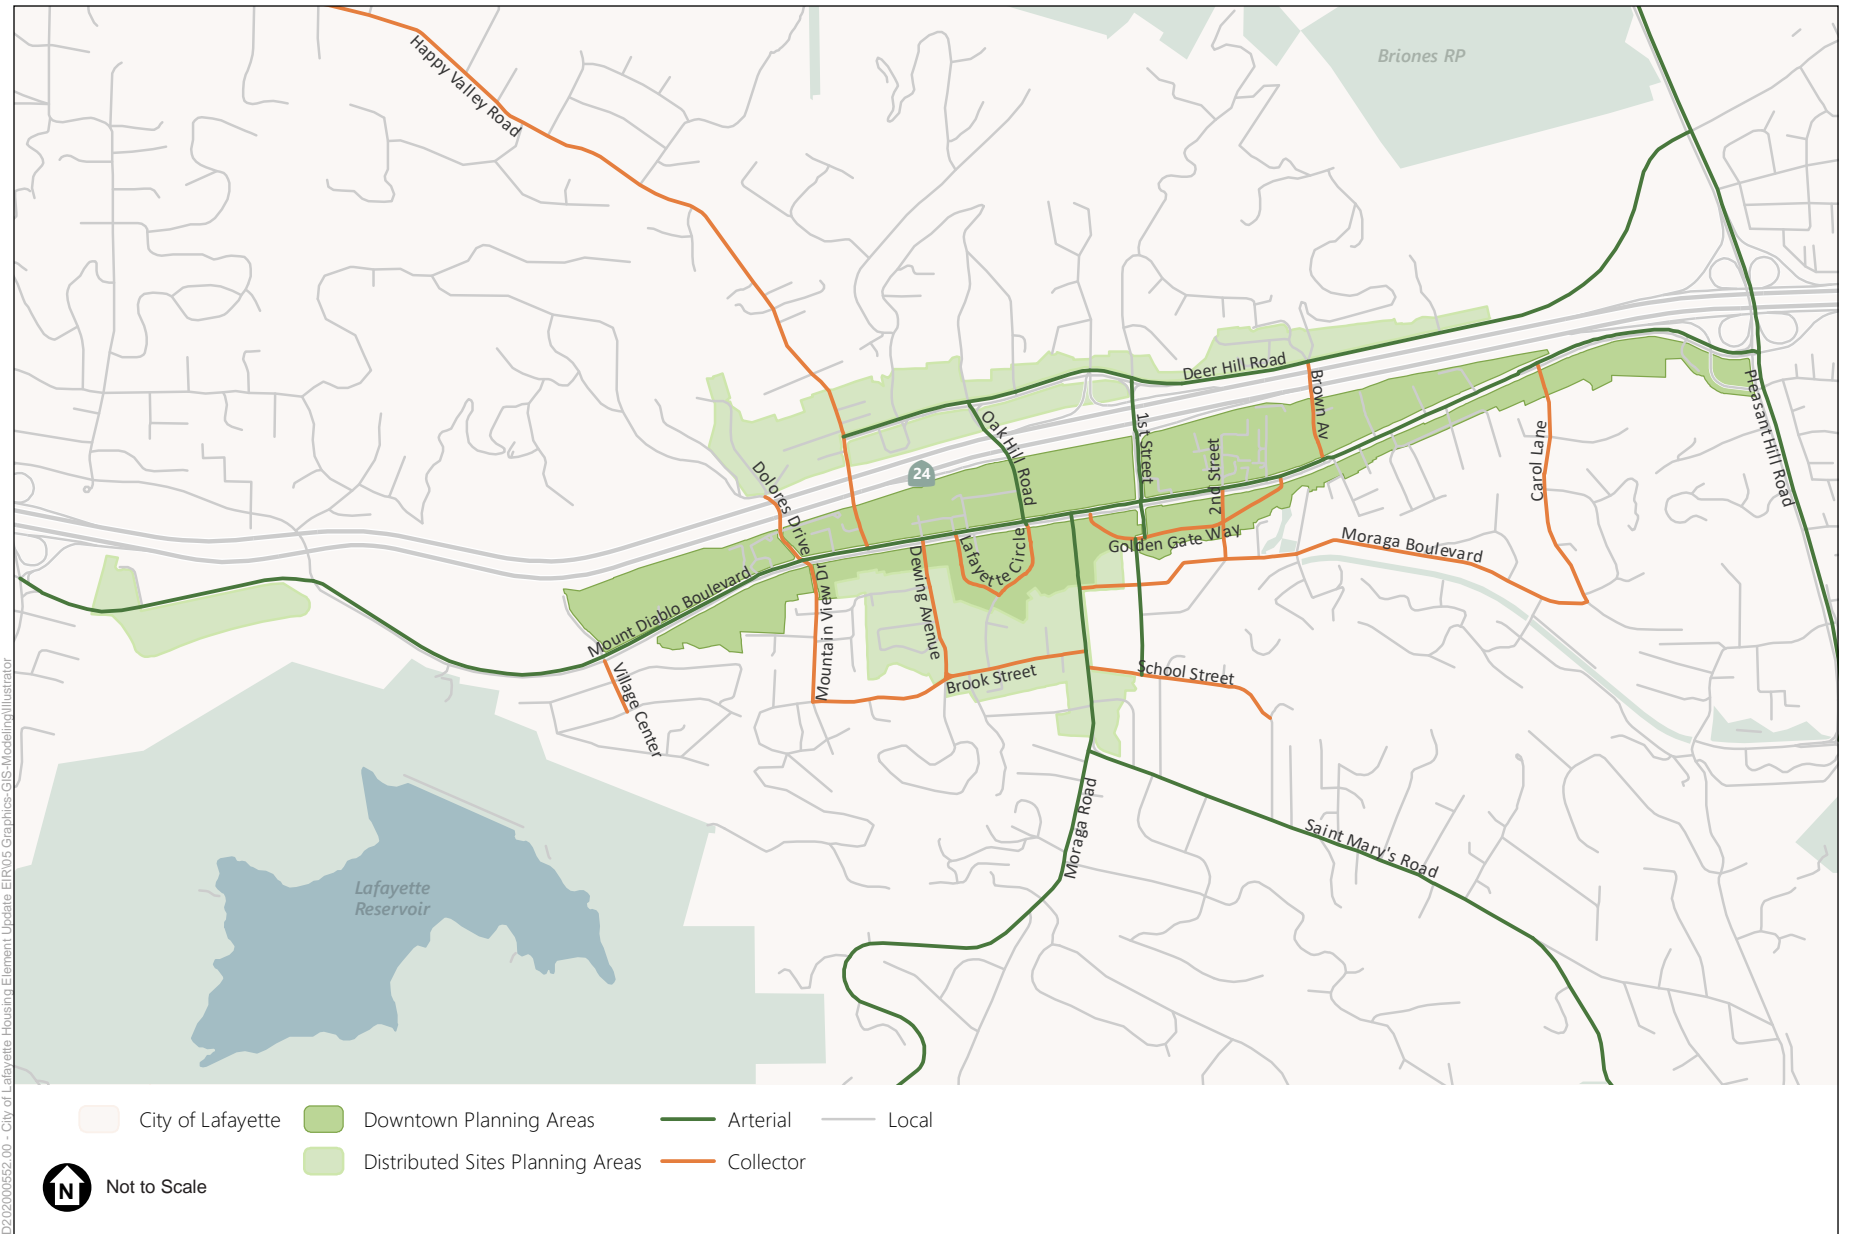 Briones RP
Happy Valley Road
Deer Hill Road
Oak Hill Road
1st Street
2nd Street
Brown Av
Carol Lane
Pleasant Hill Road
24
Dolores Drive
Mount Diablo Boulevard
Mountain View Dr
Dewing Avenue
Lafayette Circle
Golden Gate Way
Moraga Boulevard
Village Center
Brook Street
School Street
Moraga Road
Saint Mary's Road
Lafayette
Reservoir
City of Lafayette
Downtown Planning Areas
Arterial
Local
Distributed Sites Planning Areas
Collector
N
Not to Scale
D202000552.00 - City of Lafayette Housing Element Update EIR\05 Graphics-GIS-Modeling\Illustrator